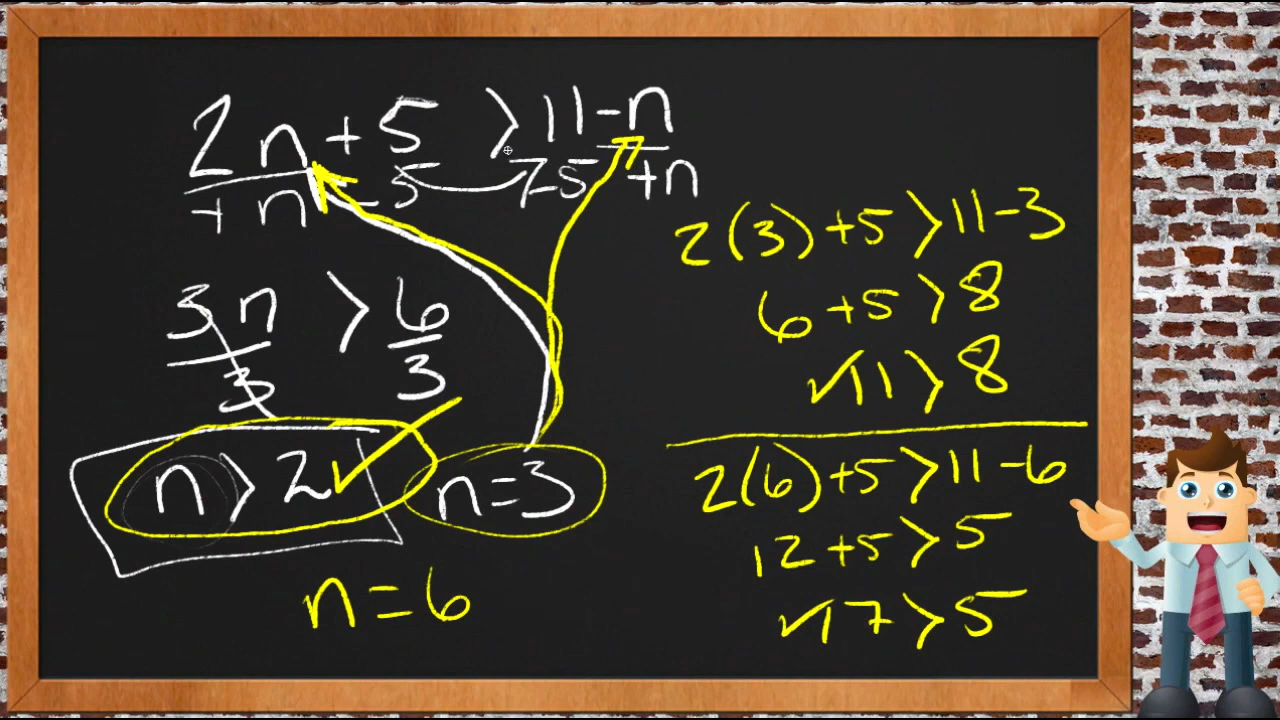 2n + 5 > 11 - n
+ n - 5 - 5 + n
3n > 6
3 3
n > 2 ✓
n = 3
n = 6
2(3) + 5 > 11 - 3
6 + 5 > 8
✓ 11 > 8
2(6) + 5 > 11 - 6
12 + 5 > 5
✓ 17 > 5